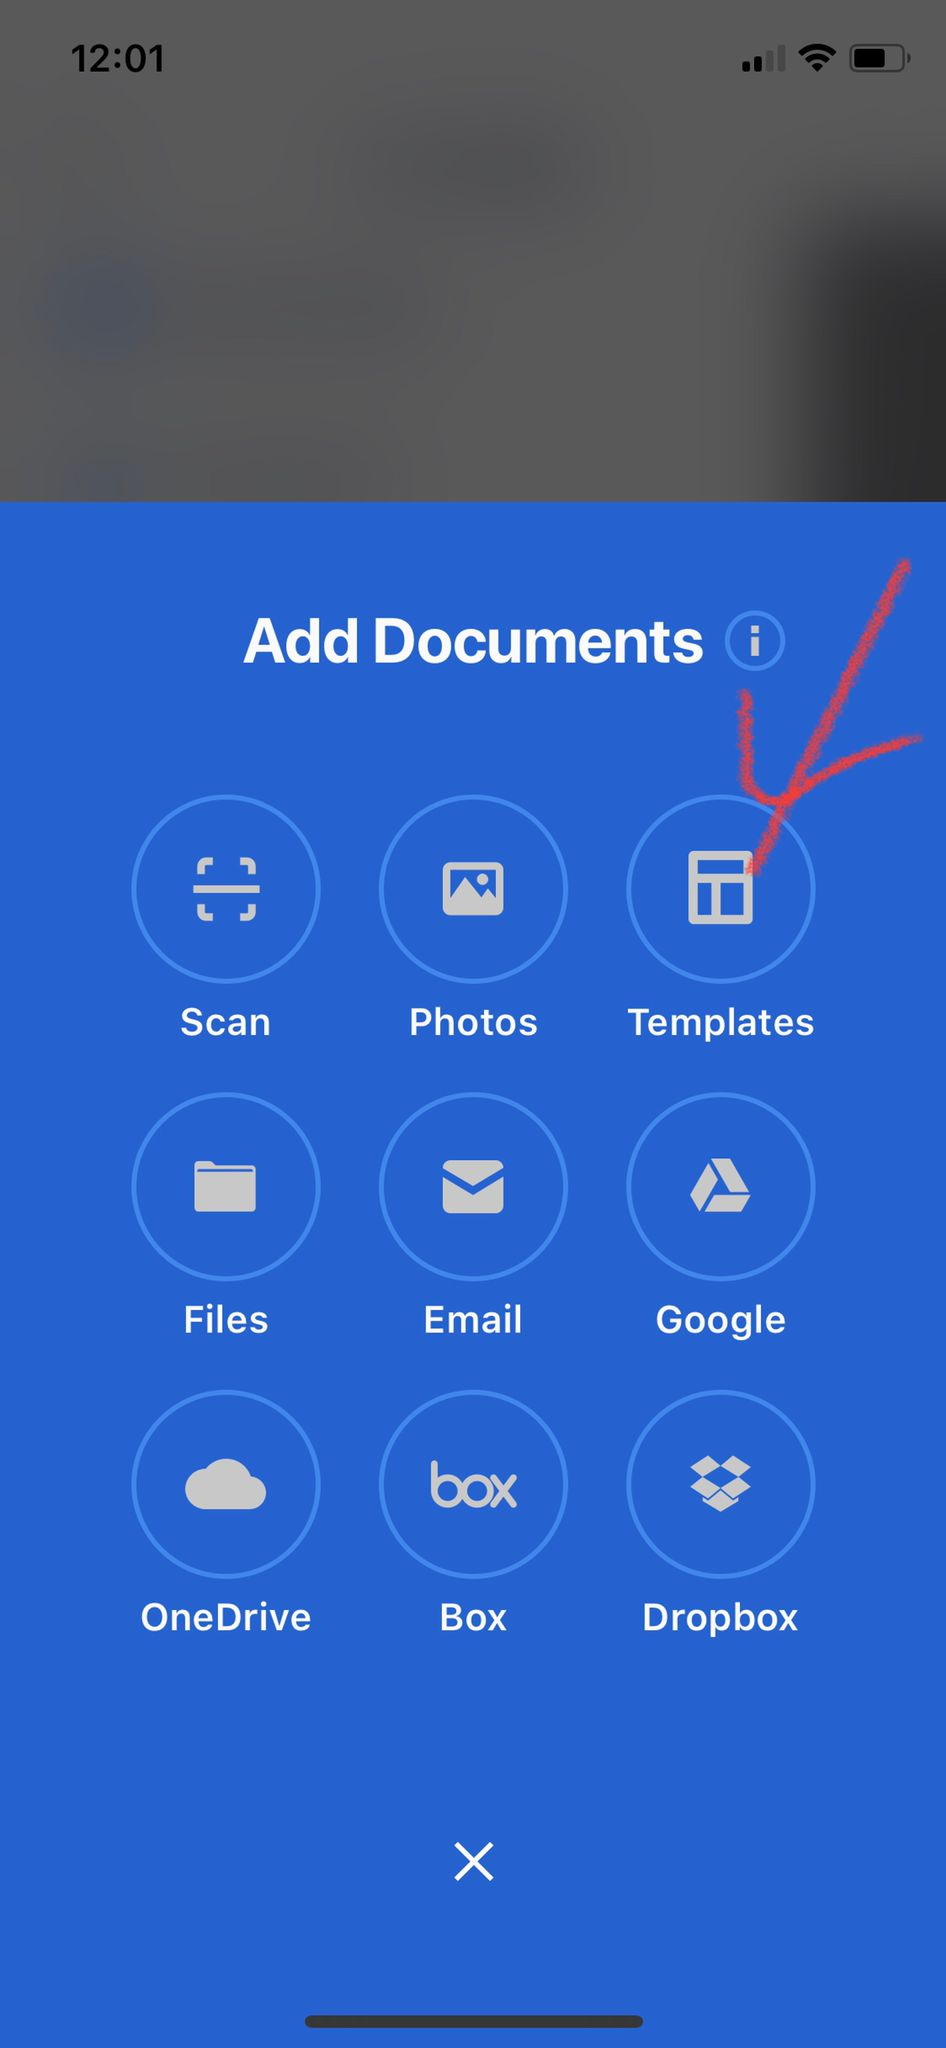 12:01
Add Documents i
Scan Photos Templates
Files Email Google
box
OneDrive Box Dropbox